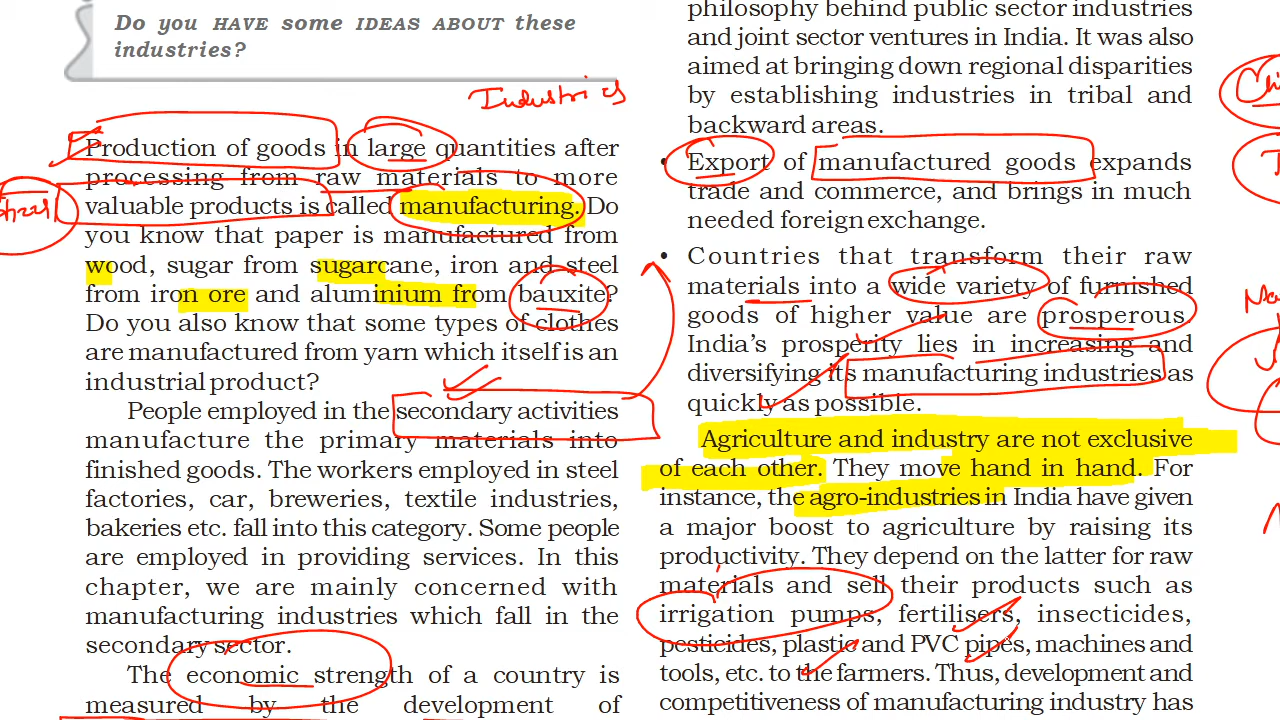 Do you HAVE some IDEAS ABOUT these
industries?
Industries
Production of goods in large quantities after
processing from raw materials to more
valuable products is called manufacturing. Do
you know that paper is manufactured from
wood, sugar from sugarcane, iron and steel
from iron ore and aluminium from bauxite?
Do you also know that some types of clothes
are manufactured from yarn which itself is an
industrial product?
People employed in the secondary activities
manufacture the primary materials into
finished goods. The workers employed in steel
factories, car, breweries, textile industries,
bakeries etc. fall into this category. Some people
are employed in providing services. In this
chapter, we are mainly concerned with
manufacturing industries which fall in the
secondary sector.
The economic strength of a country is
measured by the development of
philosophy behind public sector industries
and joint sector ventures in India. It was also
aimed at bringing down regional disparities
by establishing industries in tribal and
backward areas.
• Export of manufactured goods expands
trade and commerce, and brings in much
needed foreign exchange.
• Countries that transform their raw
materials into a wide variety of furnished
goods of higher value are prosperous.
India's prosperity lies in increasing and
diversifying its manufacturing industries as
quickly as possible.
Agriculture and industry are not exclusive
of each other. They move hand in hand. For
instance, the agro-industries in India have given
a major boost to agriculture by raising its
productivity. They depend on the latter for raw
materials and sell their products such as
irrigation pumps, fertilisers, insecticides,
pesticides, plastic and PVC pipes, machines and
tools, etc. to the farmers. Thus, development and
competitiveness of manufacturing industry has